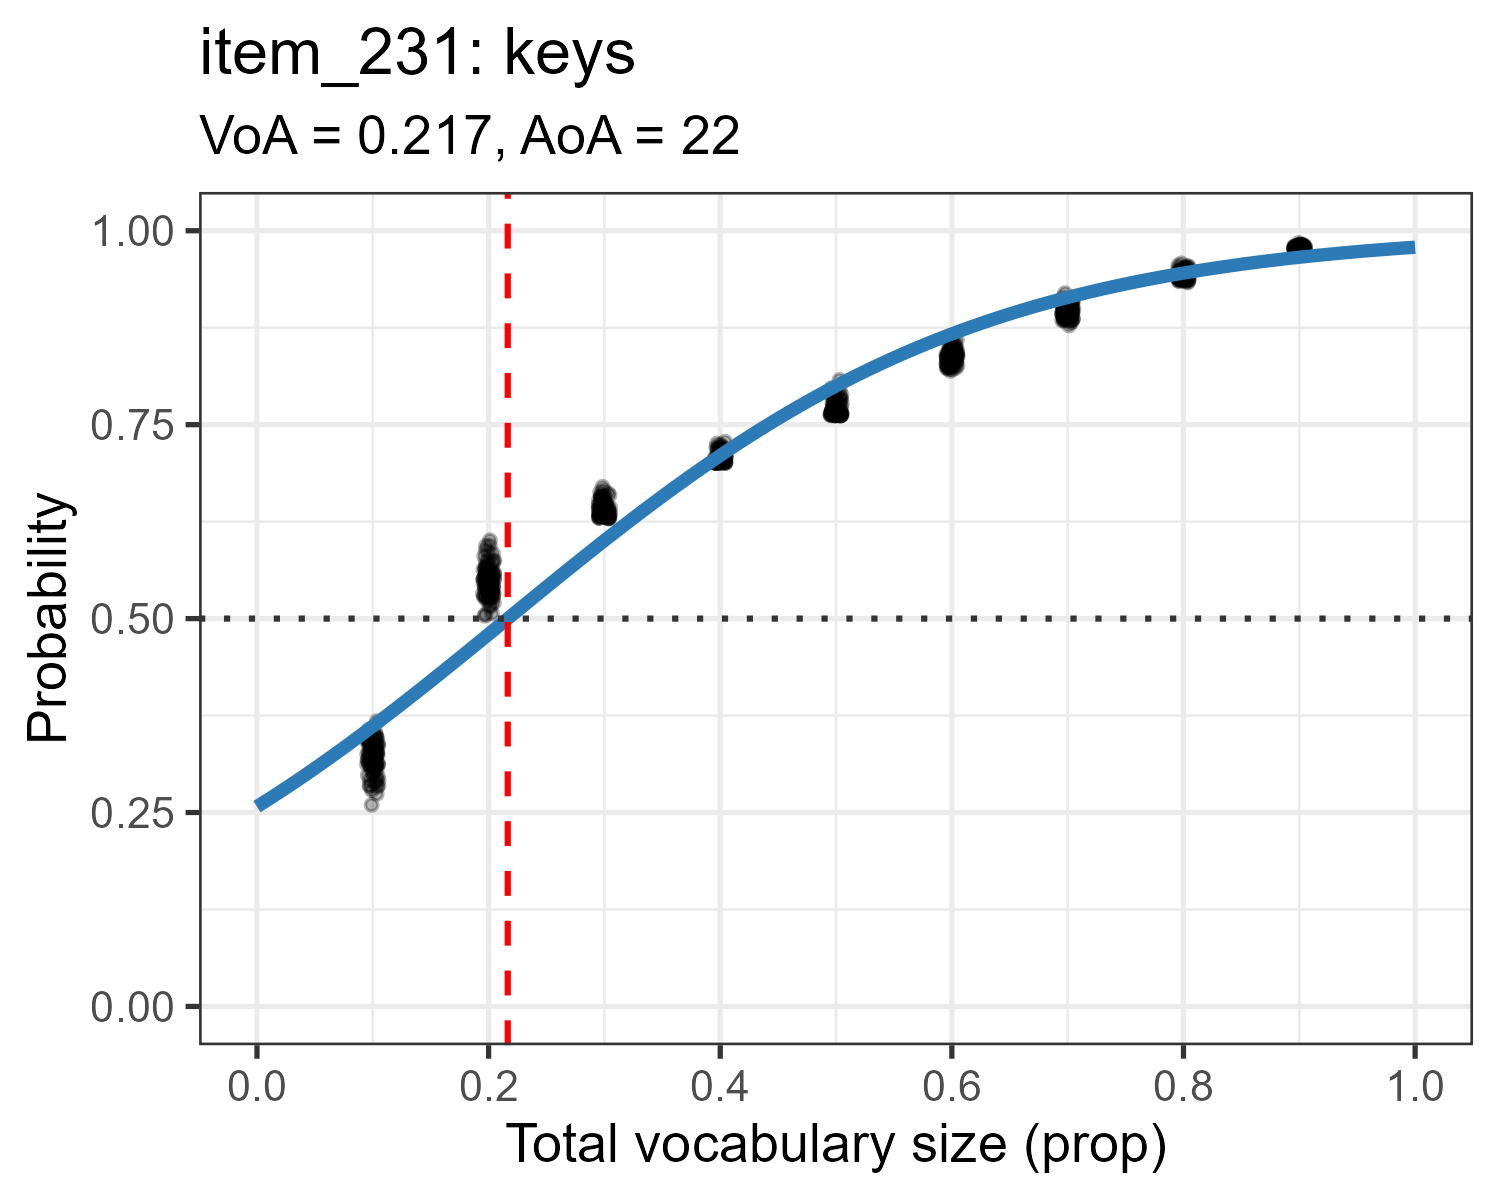 item_231: keys
VoA = 0.217, AoA = 22
1.00
0.75
0.50
0.25
0.00
Probability
0.0 0.2 0.4 0.6 0.8 1.0
Total vocabulary size (prop)